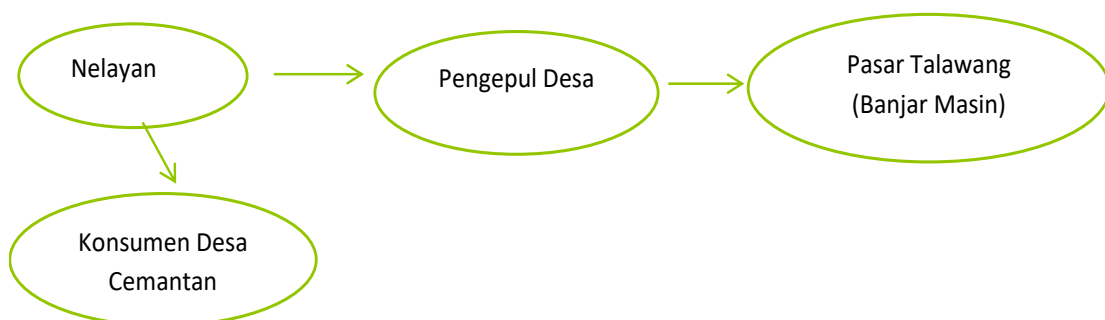 Nelayan
Pengepul Desa
Pasar Talawang
(Banjar Masin)
Konsumen Desa
Cemantan